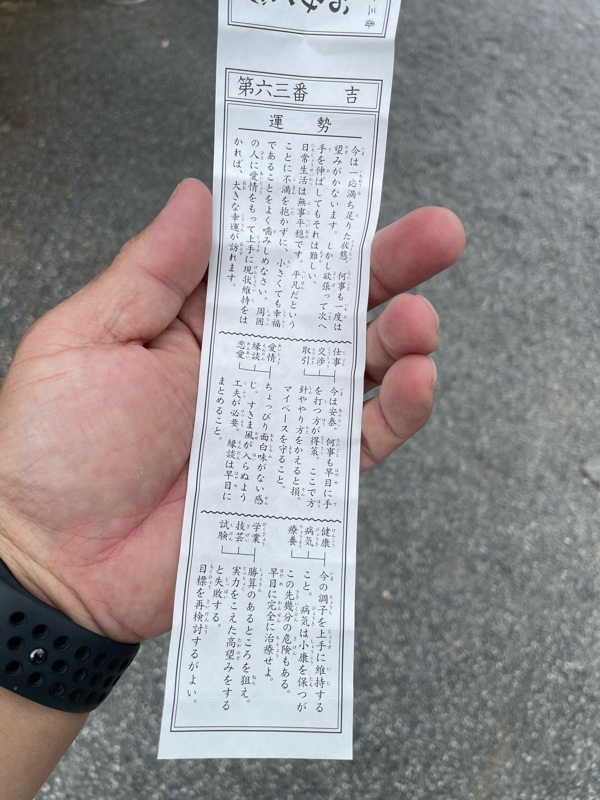 十三番
第六三番　吉
運勢
今は一応満ち足りた状態、何事も一度は
望みがかないます。しかし欲張って次へ
手を伸ばしてもそれは難しい。
日常生活は無事平穏です。平凡だという
ことに不満を抱かずに、小さくても幸福
であることをよく噛みしめなさい。周囲
の人に愛情をもって上手に現状維持をは
かれば、大きな幸運が訪れます。
仕事
交渉
取引
今は安泰。何事も早目に手
を打つ方が得策。ここで方
針ややり方をかえると損。
マイペースを守ること。
愛情
縁談
恋愛
ちょっぴり面白味がない感
じ。すきま風が入らぬよう
工夫が必要。縁談は早目に
まとめること。
健康
病気
療養
今の調子を上手に維持する
こと。病気は小康を保つが
この先幾分の危険もある。
早目に完全に治療せよ。
学業
技芸
試験
勝算のあるところを狙え。
実力をこえた高望みをする
と失敗する。
目標を再検討するがよい。